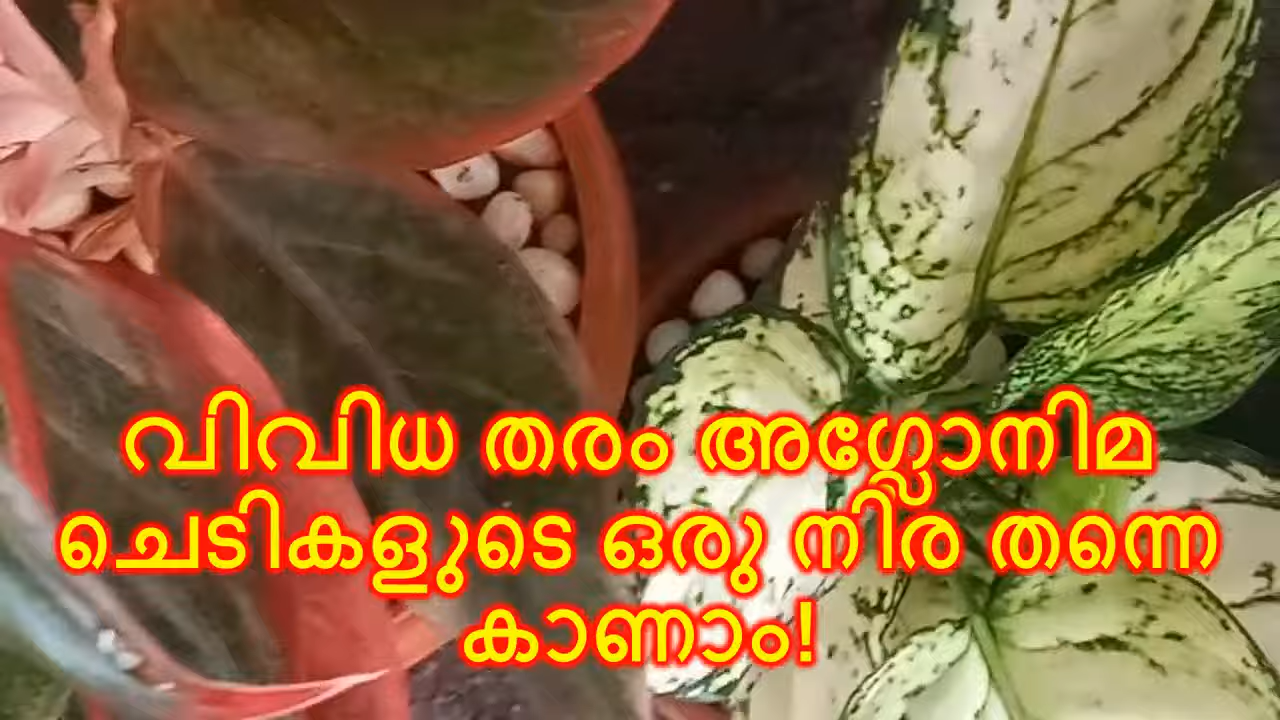 വിവിധ തരം അഗ്ലോനിമ
ചെടികളുടെ ഒരു നിര തന്നെ
കാണാം!